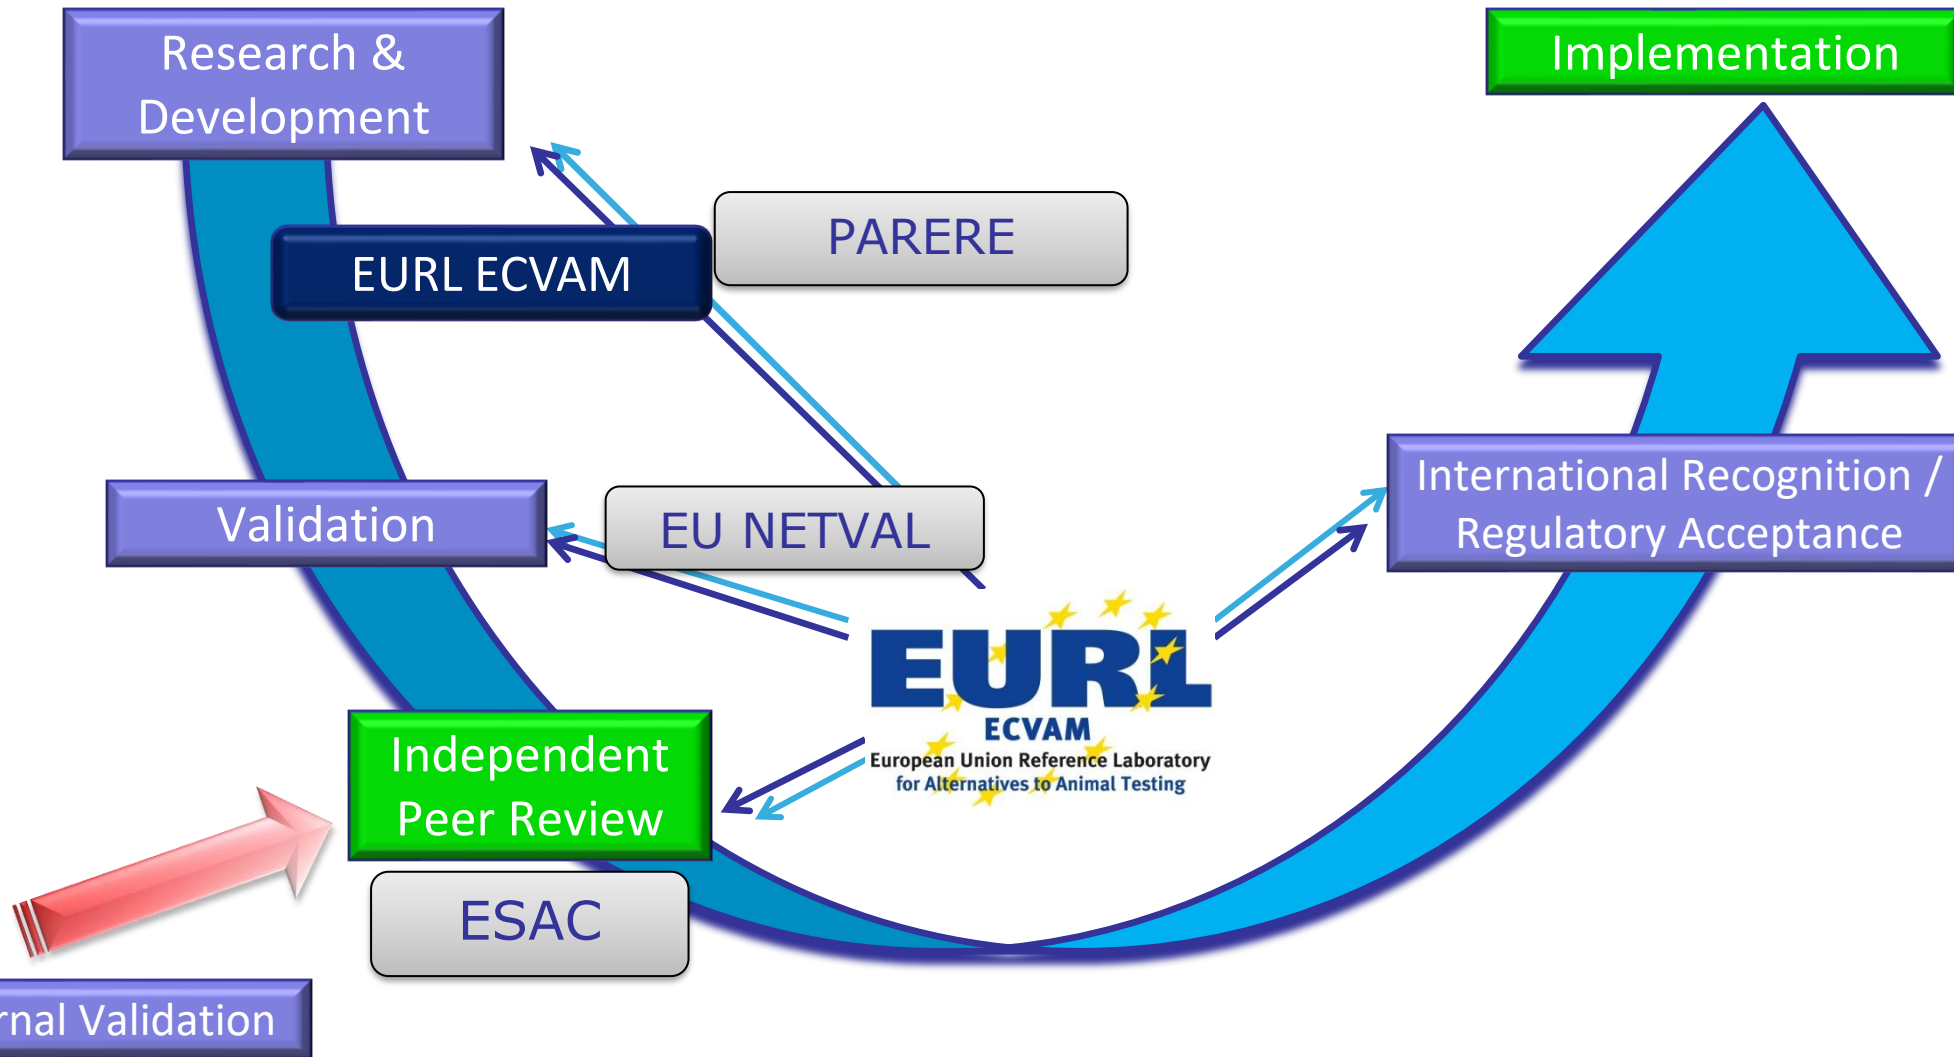 Research &
Development
Implementation
PARERE
EURL ECVAM
International Recognition /
Regulatory Acceptance
Validation
EU NETVAL
EURL
ECVAM
European Union Reference Laboratory
for Alternatives to Animal Testing
Independent
Peer Review
ESAC
Validation